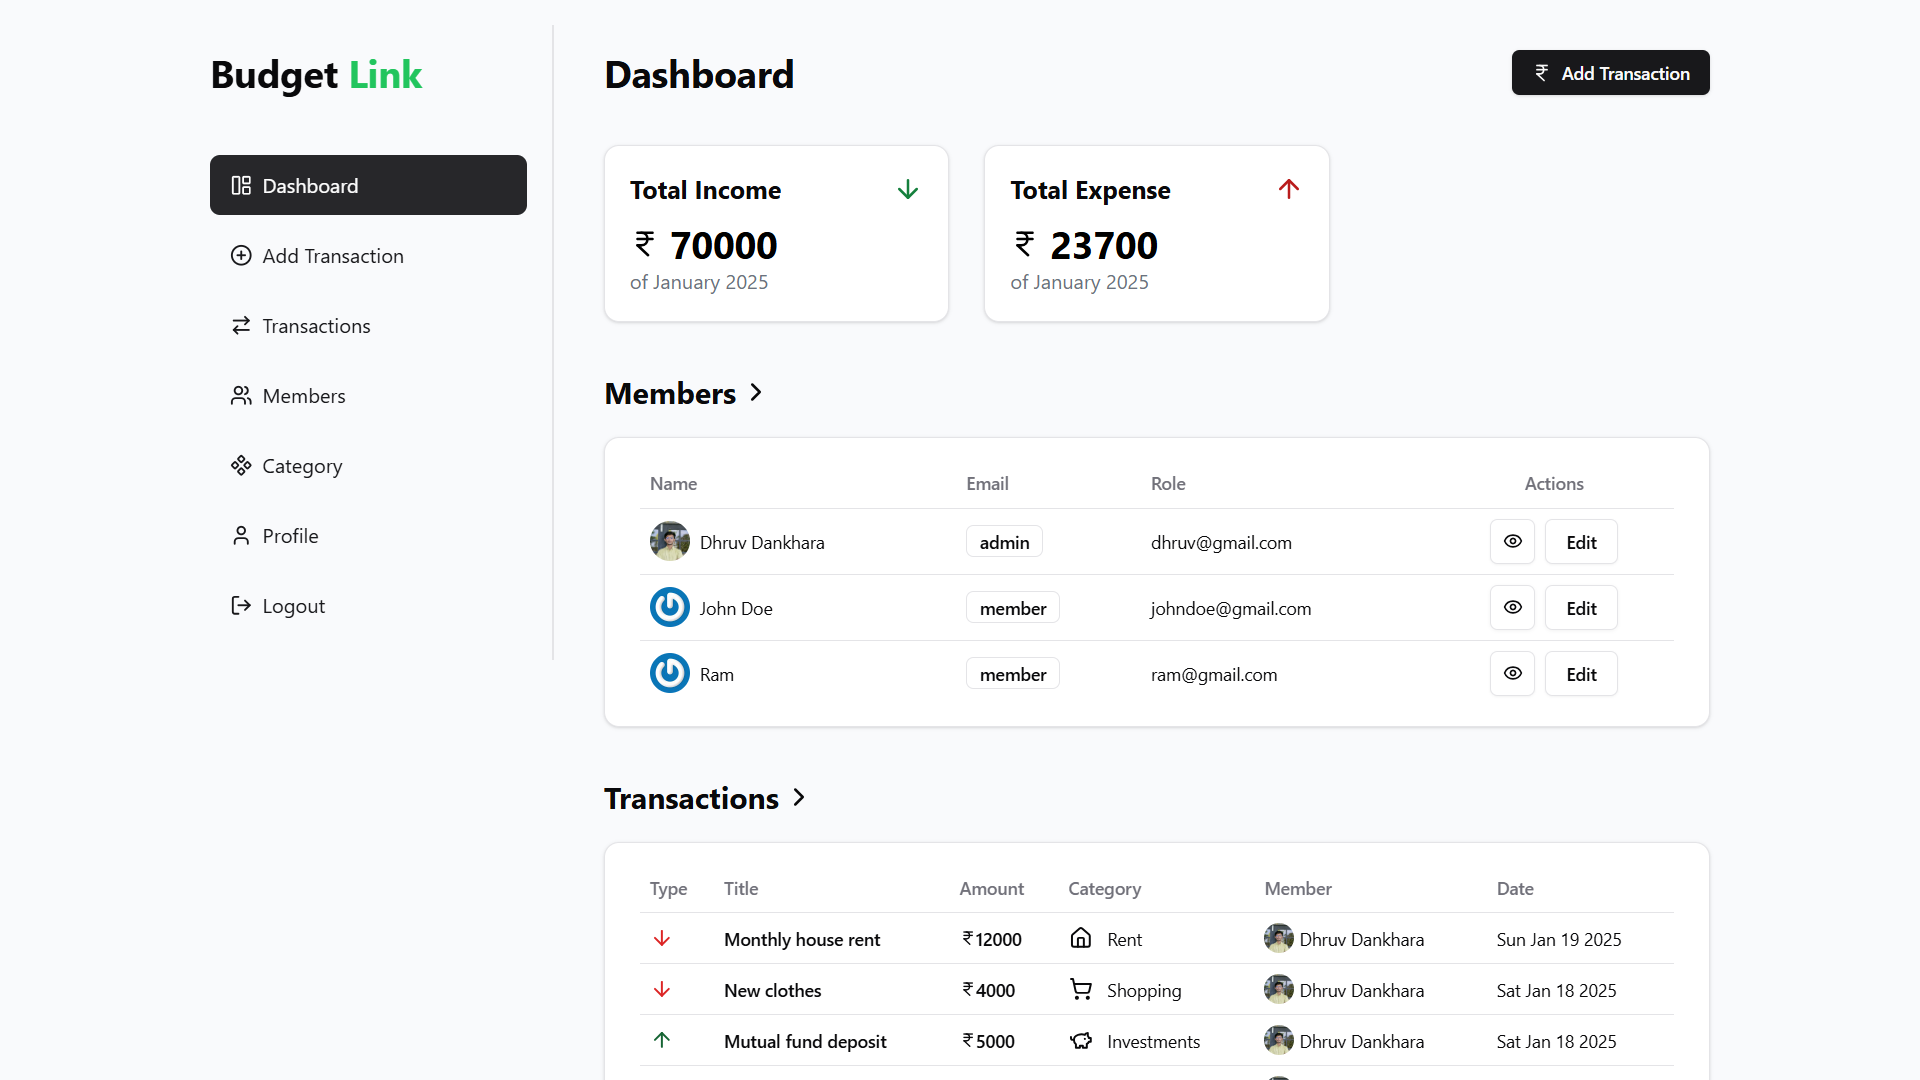 Budget Link
Dashboard
Add Transaction
Transactions
Members
Category
Profile
Logout
Dashboard
₹ Add Transaction
Total Income
₹ 70000
of January 2025
Total Expense
₹ 23700
of January 2025
Members
Name Email Role Actions
Dhruv Dankhara admin dhruv@gmail.com Edit
John Doe member johndoe@gmail.com Edit
Ram member ram@gmail.com Edit
Transactions
Type Title Amount Category Member Date
Monthly house rent ₹12000 Rent Dhruv Dankhara Sun Jan 19 2025
New clothes ₹4000 Shopping Dhruv Dankhara Sat Jan 18 2025
Mutual fund deposit ₹5000 Investments Dhruv Dankhara Sat Jan 18 2025